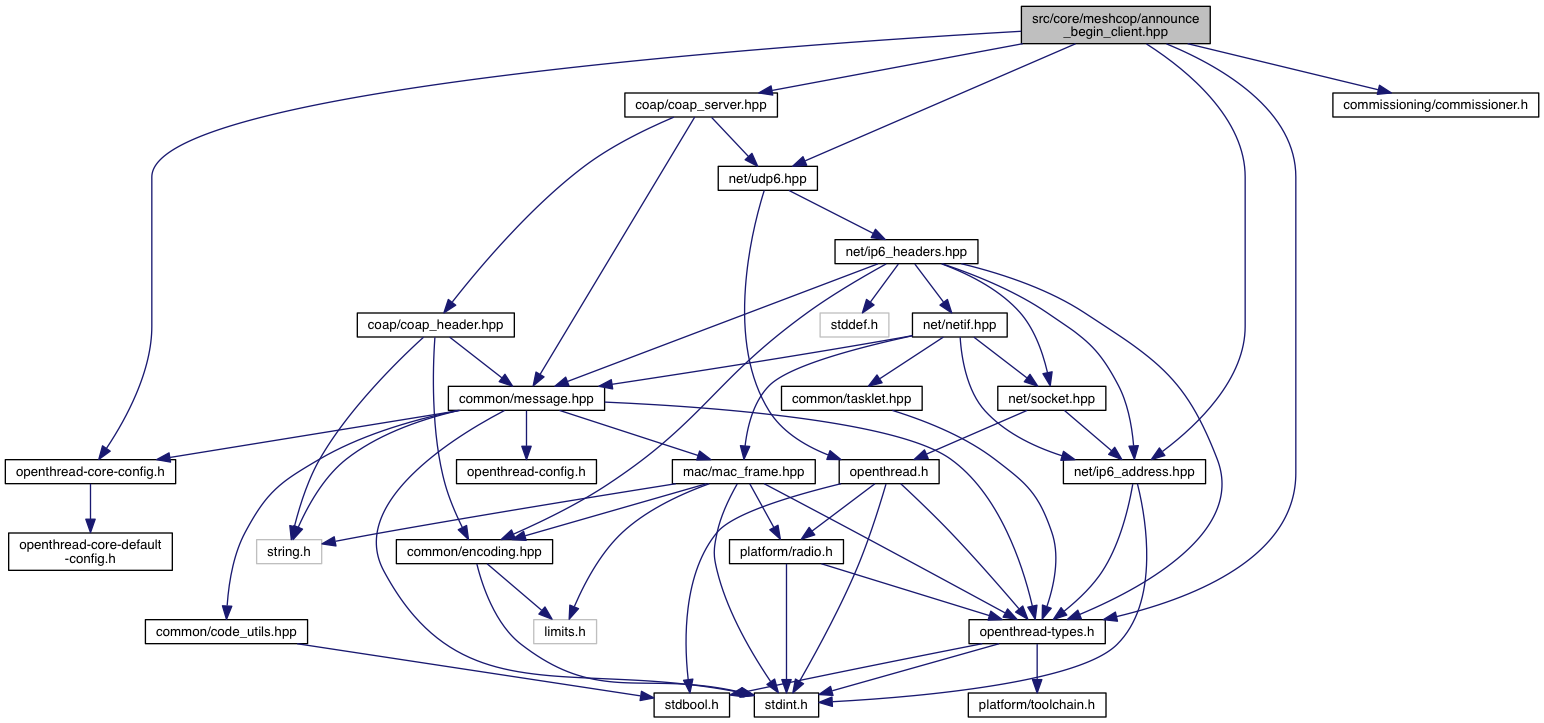 src/core/meshcop/announce
_begin_client.hpp
coap/coap_server.hpp
commissioning/commissioner.h
net/udp6.hpp
net/ip6_headers.hpp
coap/coap_header.hpp
stddef.h
net/netif.hpp
common/message.hpp
common/tasklet.hpp
net/socket.hpp
openthread-core-config.h
openthread-config.h
mac/mac_frame.hpp
openthread.h
net/ip6_address.hpp
openthread-core-default
-config.h
string.h
common/encoding.hpp
platform/radio.h
common/code_utils.hpp
limits.h
openthread-types.h
stdbool.h
stdint.h
platform/toolchain.h